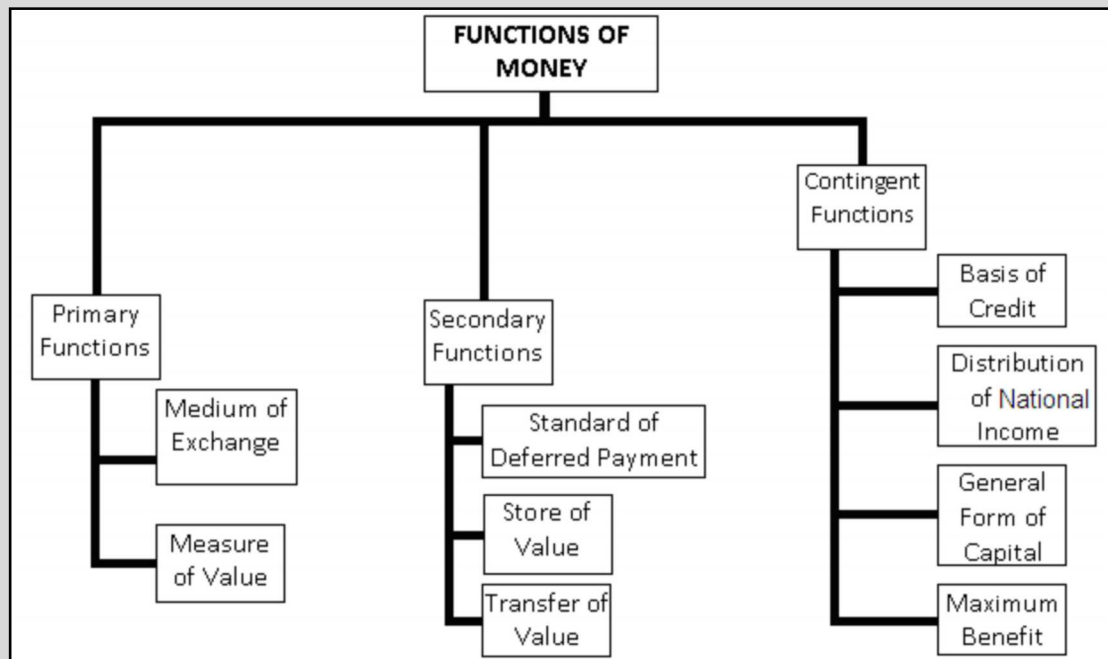 FUNCTIONS OF
MONEY
Primary
Functions
Medium of
Exchange
Measure
of Value
Secondary
Functions
Standard of
Deferred Payment
Store of
Value
Transfer of
Value
Contingent
Functions
Basis of
Credit
Distribution
of National
Income
General
Form of
Capital
Maximum
Benefit